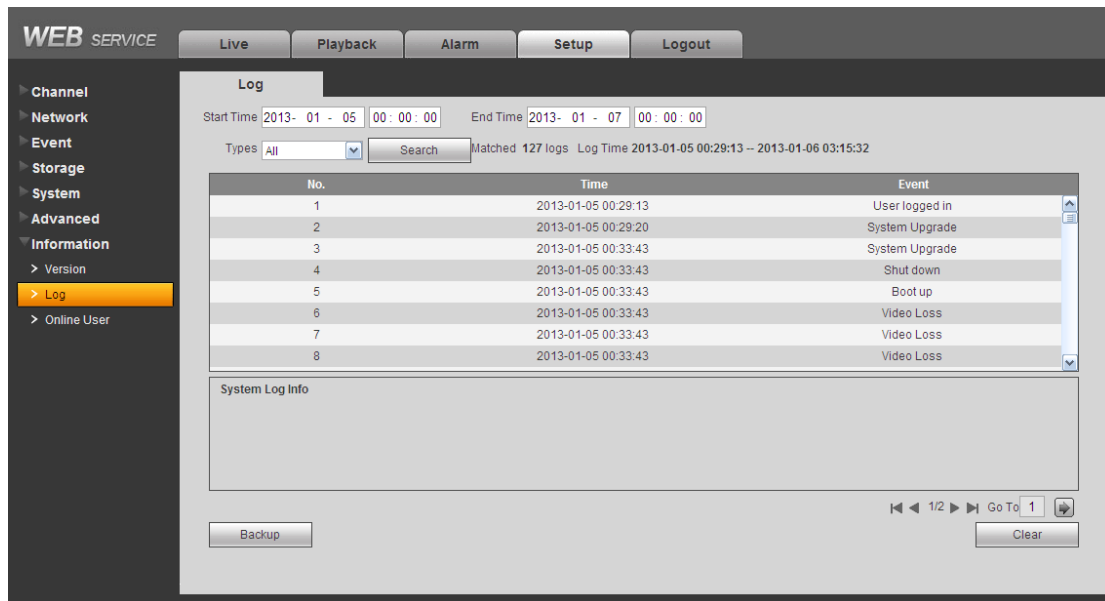 WEB SERVICE
Live Playback Alarm Setup Logout
Channel
Network
Event
Storage
System
Advanced
Information
> Version
> Log
> Online User
Log
Start Time 2013- 01 - 05 00 : 00 : 00 End Time 2013- 01 - 07 00 : 00 : 00
Types All Search Matched 127 logs Log Time 2013-01-05 00:29:13 -- 2013-01-06 03:15:32
No. Time Event
1 2013-01-05 00:29:13 User logged in
2 2013-01-05 00:29:20 System Upgrade
3 2013-01-05 00:33:43 System Upgrade
4 2013-01-05 00:33:43 Shut down
5 2013-01-05 00:33:43 Boot up
6 2013-01-05 00:33:43 Video Loss
7 2013-01-05 00:33:43 Video Loss
8 2013-01-05 00:33:43 Video Loss
System Log Info
1/2 Go To 1
Backup Clear